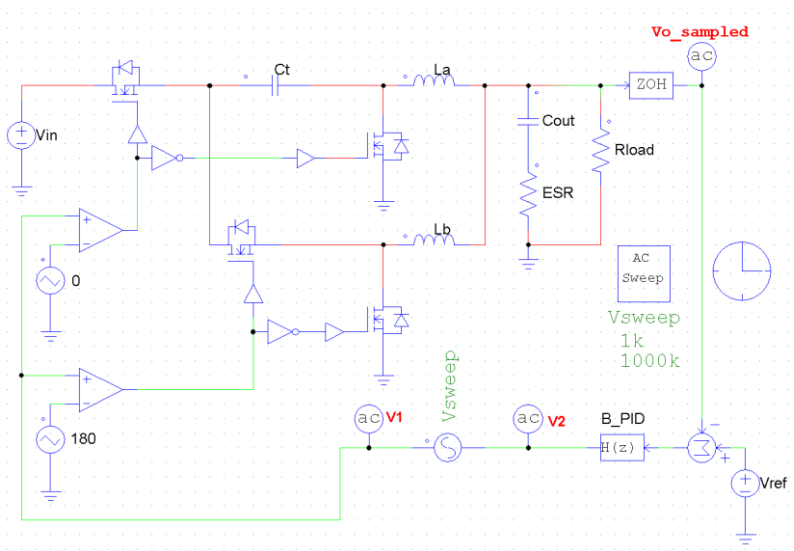 Vo_sampled
ac
Ct
La
ZOH
Vin
Cout
Rload
ESR
Lb
0
AC
Sweep
Vsweep
1k
1000k
Vsweep
180
ac V1
ac V2
B_PID
H(z)
Σ
Vref